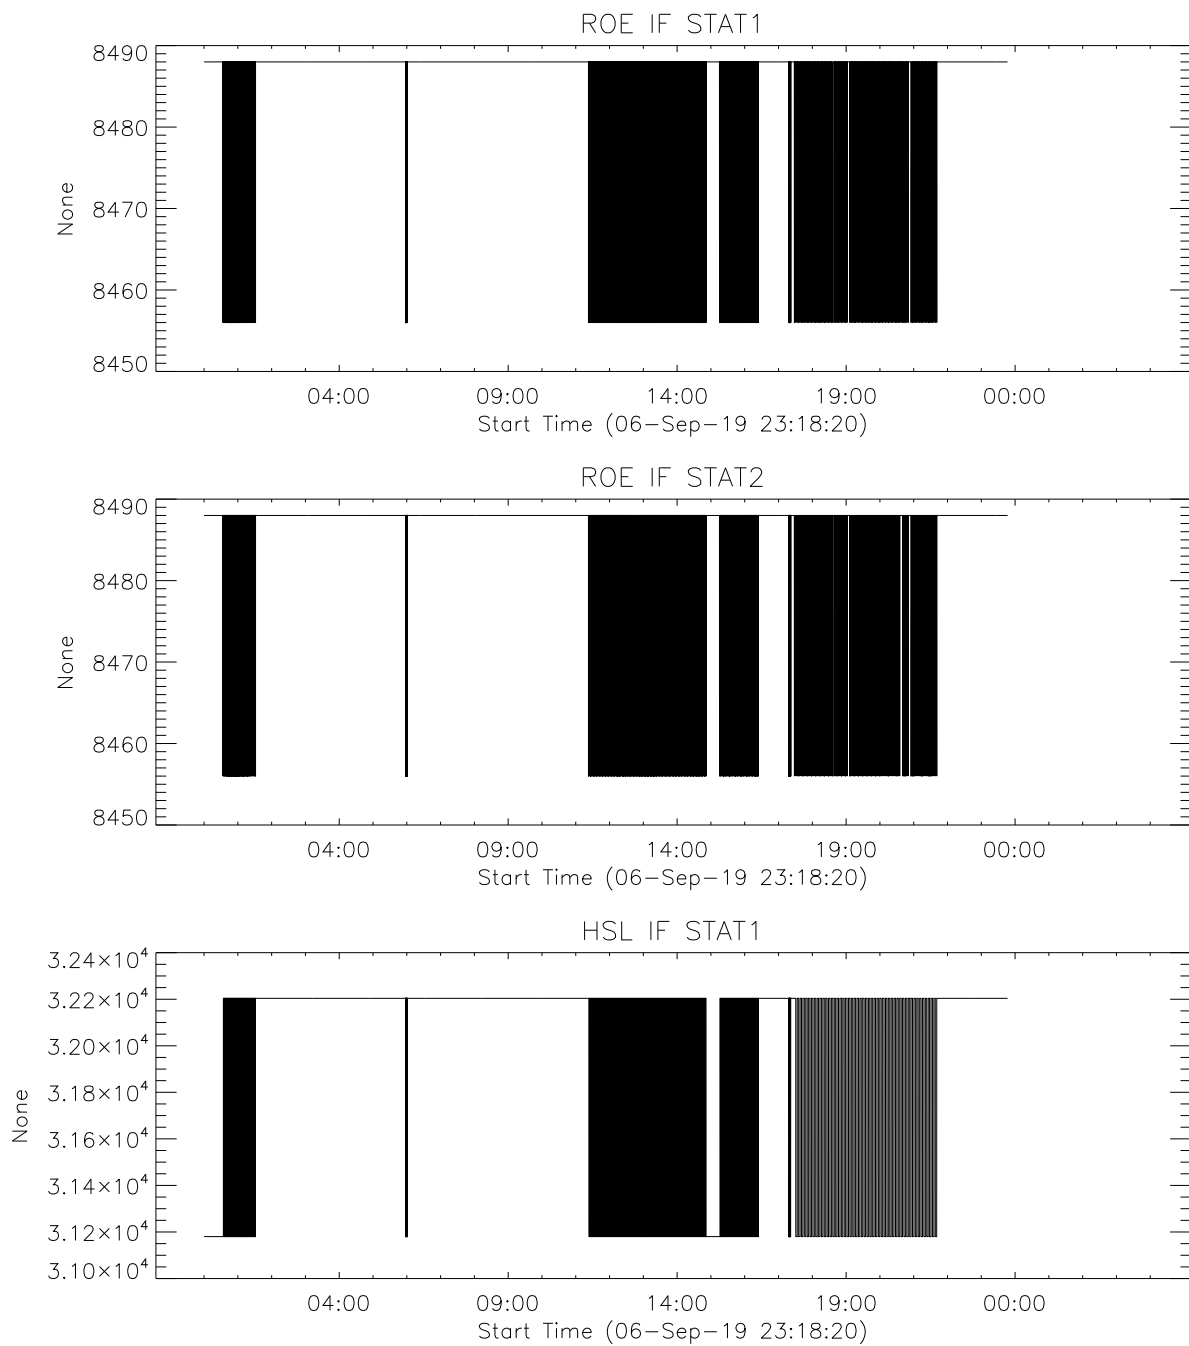 ROE IF STAT1
8490
8480
8470
8460
8450
None
04:00 09:00 14:00 19:00 00:00
Start Time (06-Sep-19 23:18:20)
ROE IF STAT2
8490
8480
8470
8460
8450
None
04:00 09:00 14:00 19:00 00:00
Start Time (06-Sep-19 23:18:20)
HSL IF STAT1
3.24×10⁴
3.22×10⁴
3.20×10⁴
3.18×10⁴
3.16×10⁴
3.14×10⁴
3.12×10⁴
3.10×10⁴
None
04:00 09:00 14:00 19:00 00:00
Start Time (06-Sep-19 23:18:20)